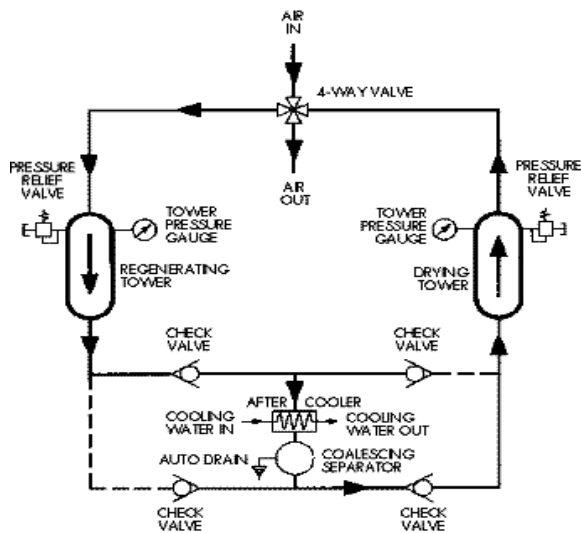 AIR
IN
4-WAY VALVE
AIR
OUT
PRESSURE
RELIEF
VALVE
TOWER
PRESSURE
GAUGE
REGENERATING
TOWER
PRESSURE
RELIEF
VALVE
TOWER
PRESSURE
GAUGE
DRYING
TOWER
CHECK
VALVE
CHECK
VALVE
AFTER COOLER
COOLING
WATER IN
COOLING
WATER OUT
AUTO DRAIN
COALESCING
SEPARATOR
CHECK
VALVE
CHECK
VALVE